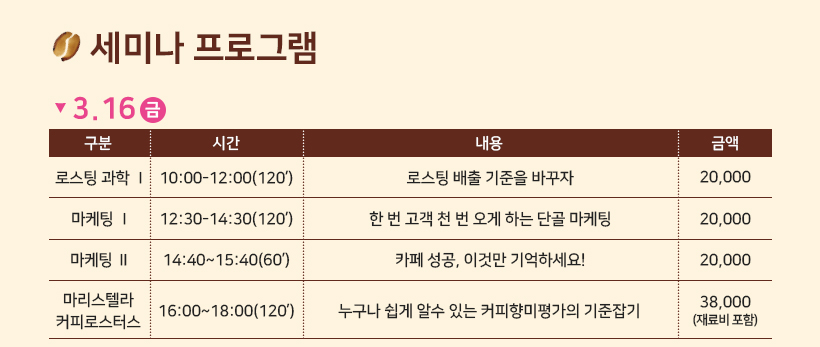 세미나 프로그램
▼ 3.16 금
구분 시간 내용 금액
로스팅 과학 Ⅰ 10:00-12:00(120′) 로스팅 배출 기준을 바꾸자 20,000
마케팅 Ⅰ 12:30-14:30(120′) 한 번 고객 천 번 오게 하는 단골 마케팅 20,000
마케팅 Ⅱ 14:40~15:40(60′) 카페 성공, 이것만 기억하세요! 20,000
마리스텔라
커피로스터스 16:00~18:00(120′) 누구나 쉽게 알수 있는 커피향미평가의 기준잡기 38,000
(재료비 포함)